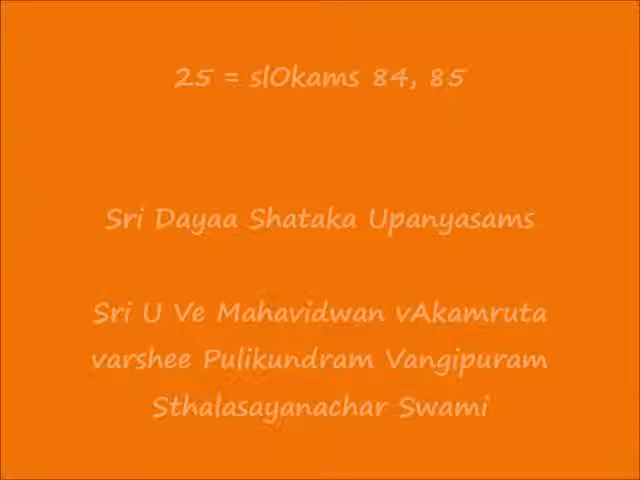 25 = slOkams 84, 85
Sri Dayaa Shataka Upanyasams
Sri U Ve Mahavidwan vAkamruta
varshee Pulikundram Vangipuram
Sthalasayanachar Swami